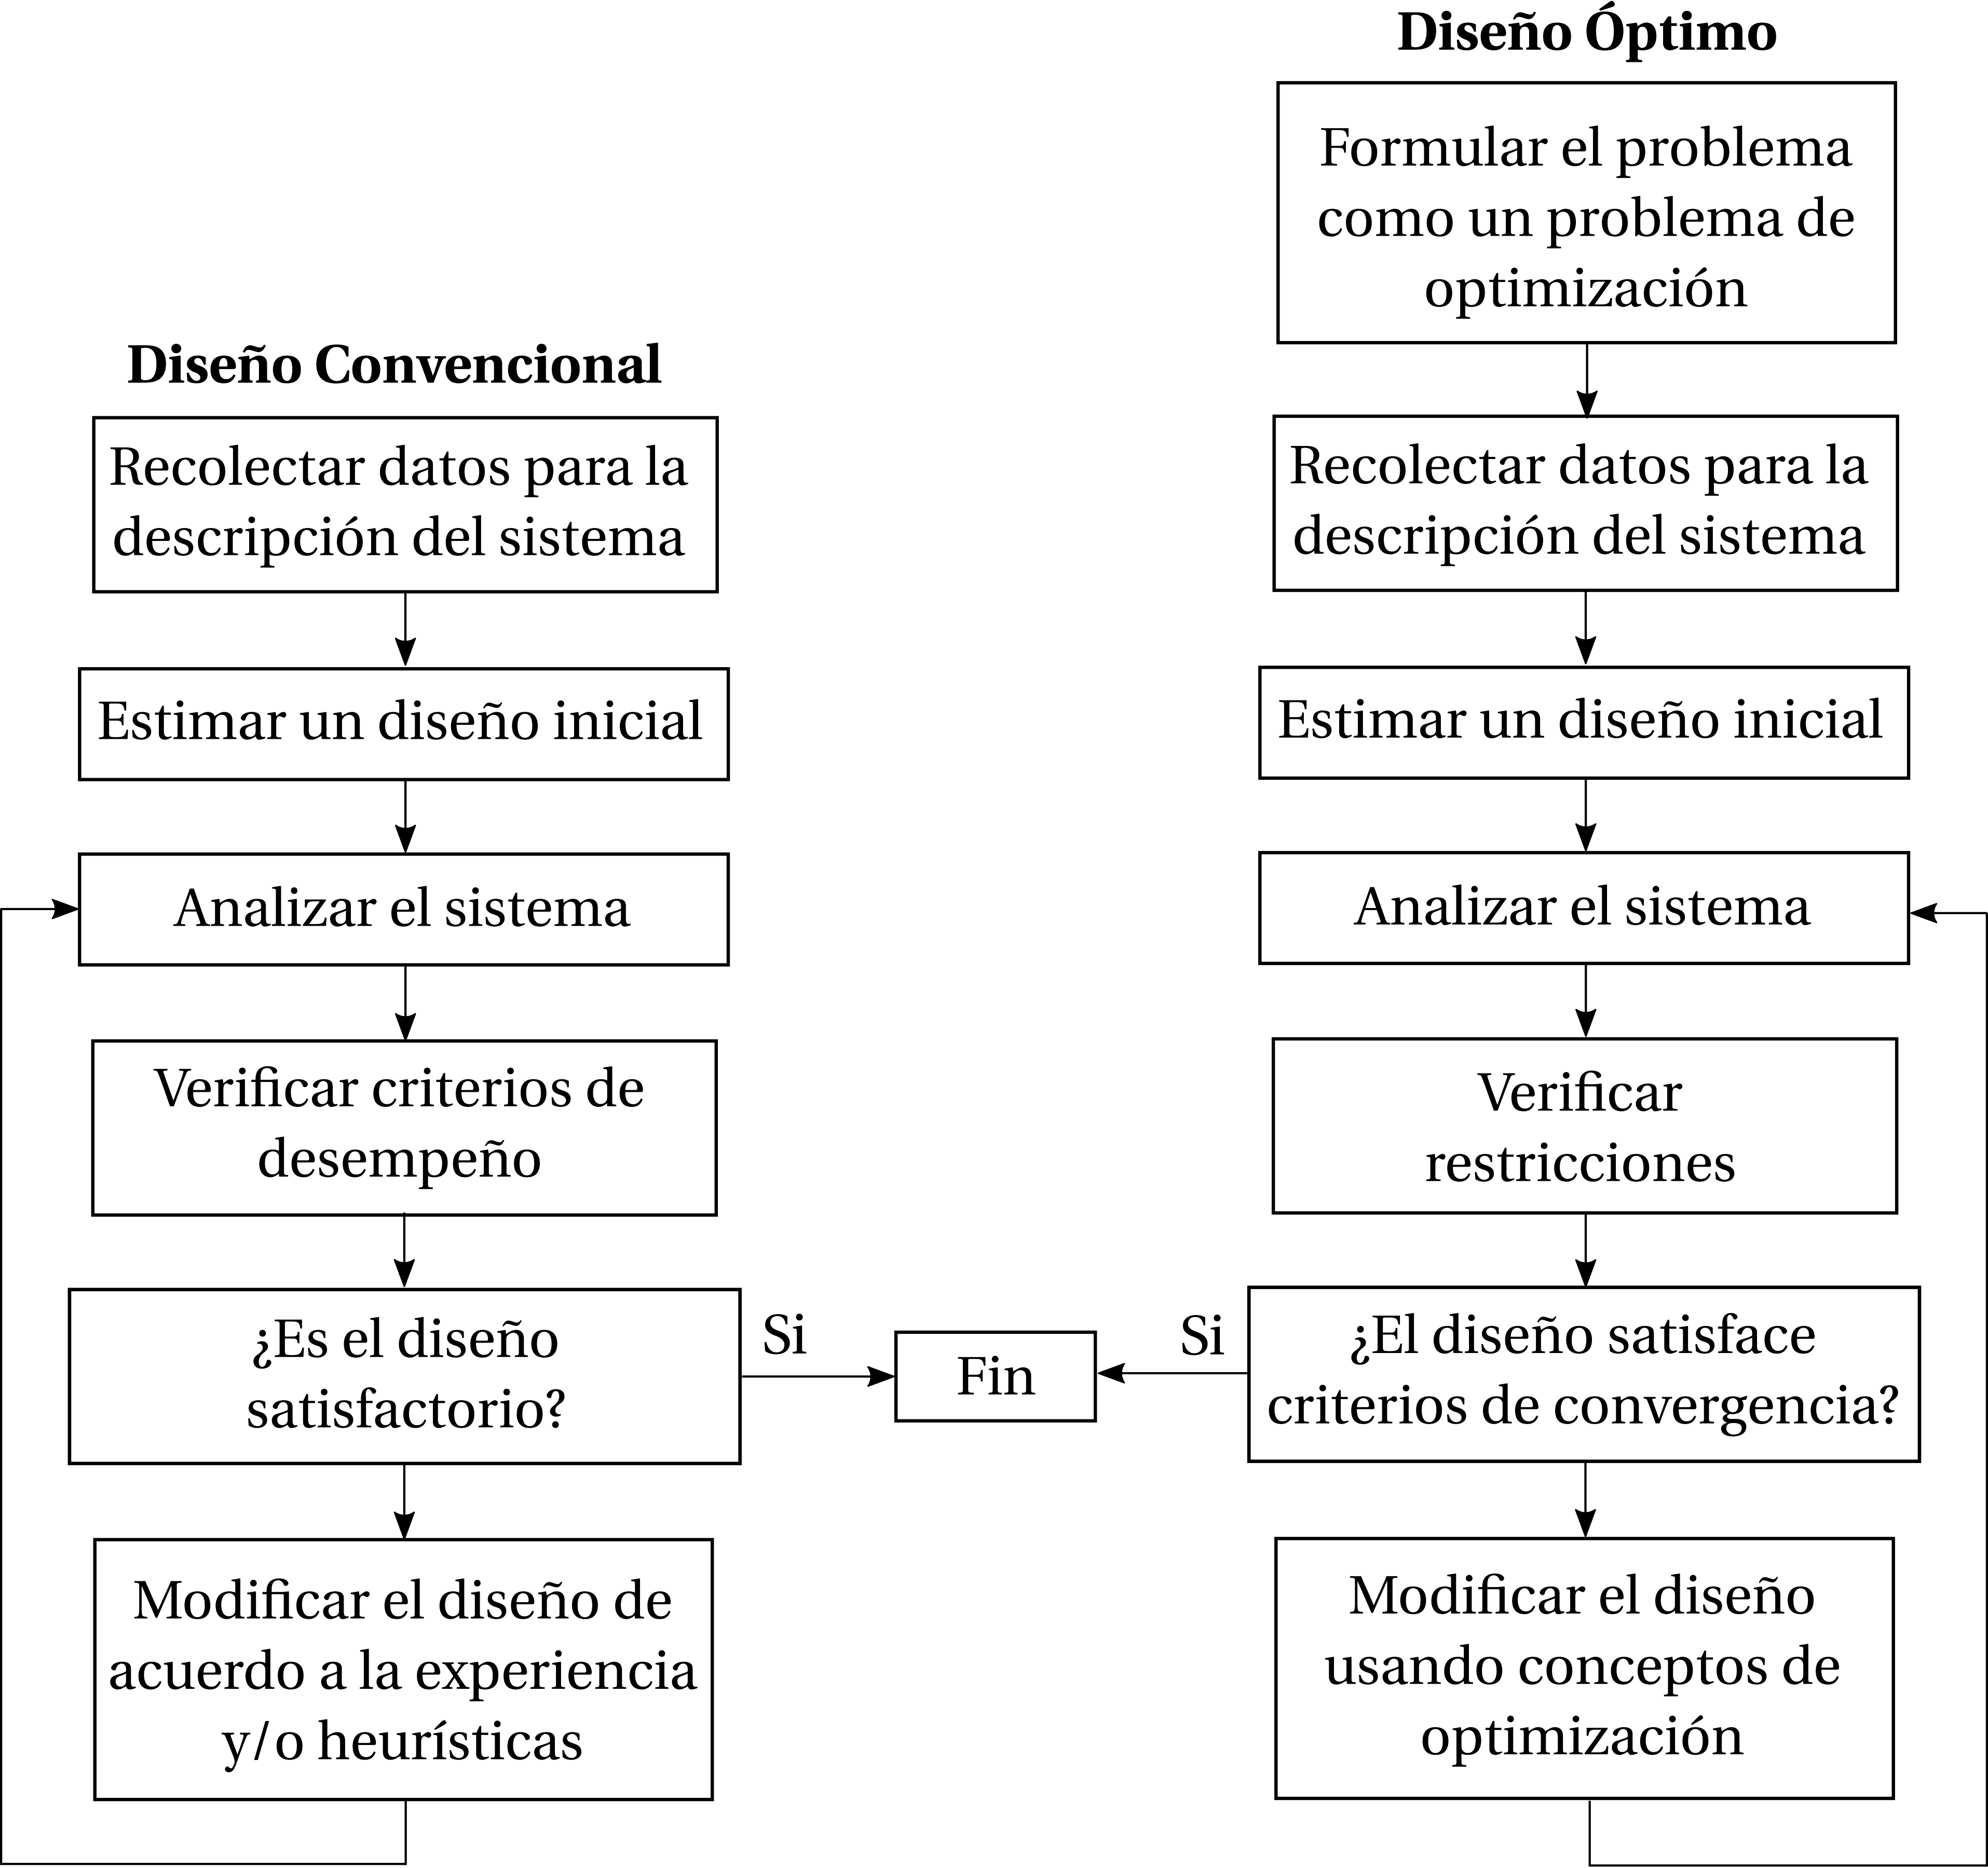 Diseño Convencional
Recolectar datos para la
descripción del sistema
Estimar un diseño inicial
Analizar el sistema
Verificar criterios de
desempeño
¿Es el diseño
satisfactorio?
Si
Modificar el diseño de
acuerdo a la experiencia
y/o heurísticas
Fin
Diseño Óptimo
Formular el problema
como un problema de
optimización
Recolectar datos para la
descripción del sistema
Estimar un diseño inicial
Analizar el sistema
Verificar
restricciones
¿El diseño satisface
criterios de convergencia?
Si
Modificar el diseño
usando conceptos de
optimización